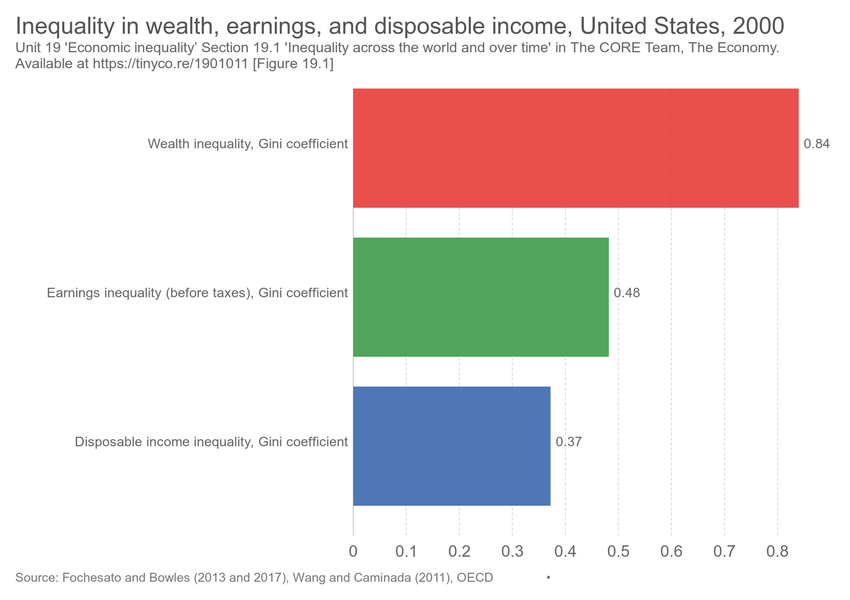 Inequality in wealth, earnings, and disposable income, United States, 2000
Unit 19 'Economic inequality’ Section 19.1 'Inequality across the world and over time' in The CORE Team, The Economy.
Available at https://tinyco.re/1901011 [Figure 19.1]
Wealth inequality, Gini coefficient
0.84
Earnings inequality (before taxes), Gini coefficient
0.48
Disposable income inequality, Gini coefficient
0.37
0 0.1 0.2 0.3 0.4 0.5 0.6 0.7 0.8
Source: Fochesato and Bowles (2013 and 2017), Wang and Caminada (2011), OECD •